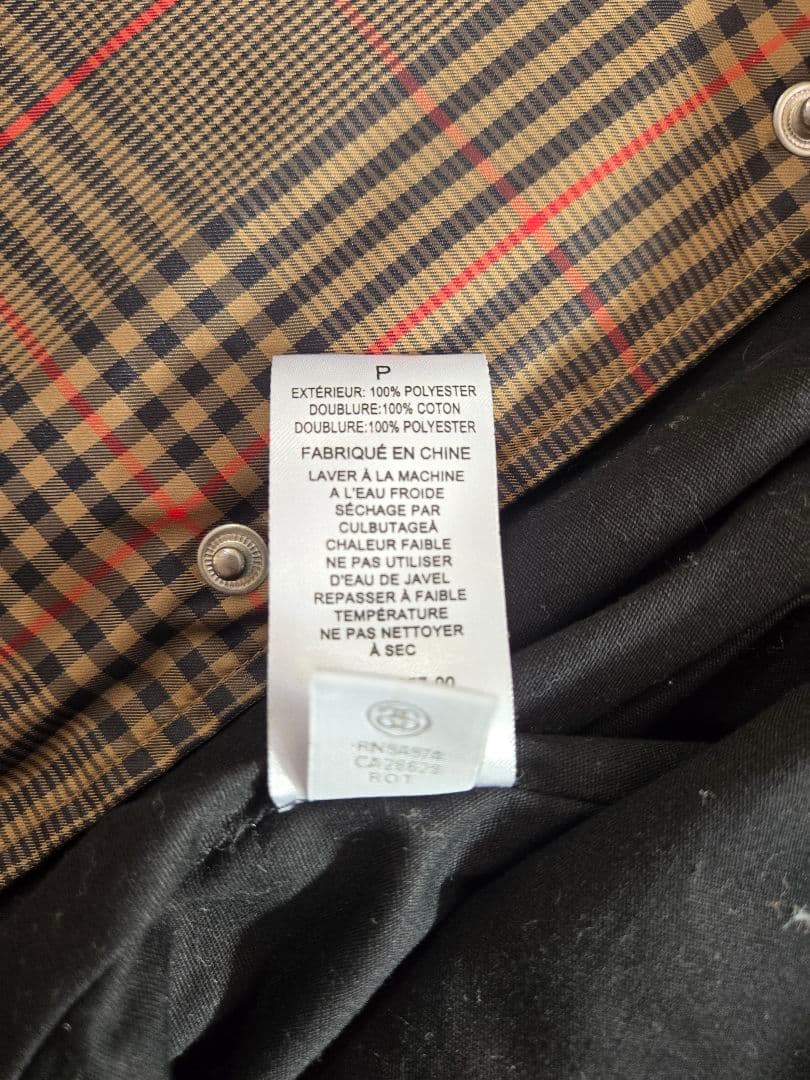 P
EXTÉRIEUR: 100% POLYESTER
DOUBLURE:100% COTON
DOUBLURE:100% POLYESTER
FABRIQUÉ EN CHINE
LAVER À LA MACHINE
A L'EAU FROIDE
SÉCHAGE PAR
CULBUTAGEÀ
CHALEUR FAIBLE
NE PAS UTILISER
D'EAU DE JAVEL
REPASSER À FAIBLE
TEMPÉRATURE
NE PAS NETTOYER
À SEC
CA28629